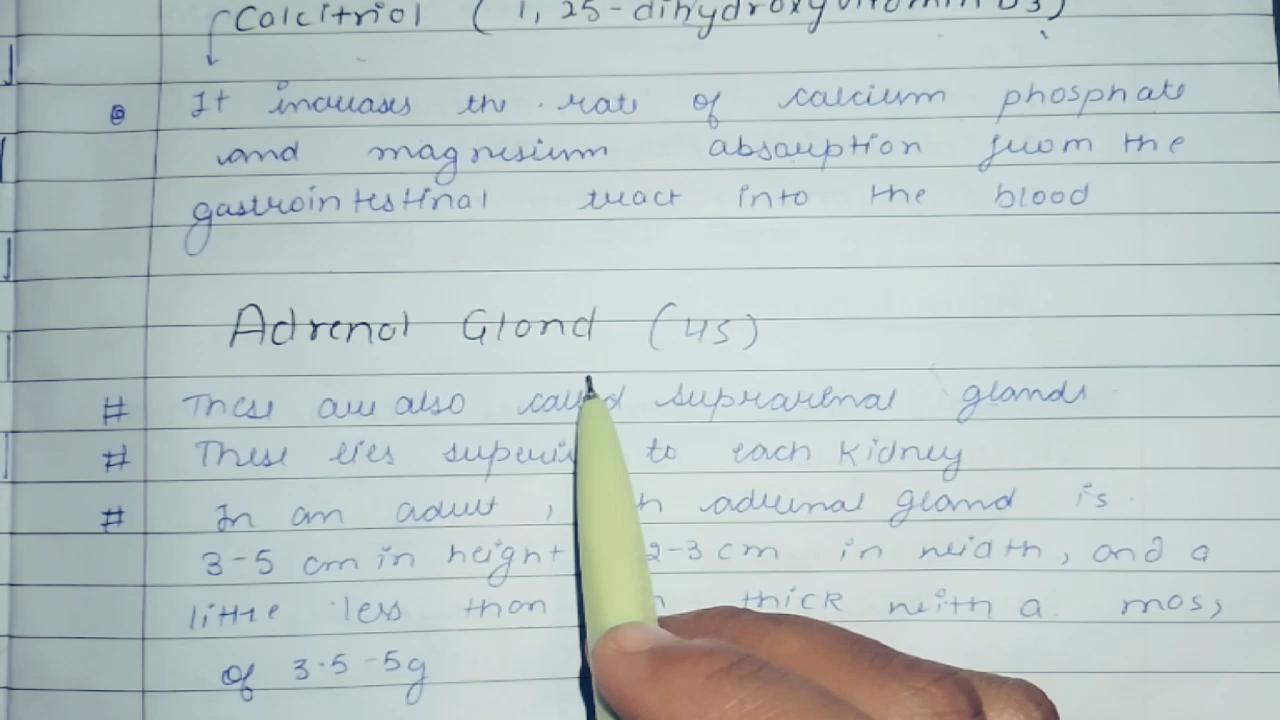 Calcitriol ( 1, 25-dihydroxyvitamin D3)
It increases the rate of calcium phosphate
and magnesium absorption from the
gastrointestinal tract into the blood
Adrenal Gland (45)
# These are also called suprarenal glands
# These lies superior to each kidney
# In an adult, adrenal gland is
3-5 cm in height 2-3 cm in width, and a
little less than thick with a mas,
of 3.5-5g